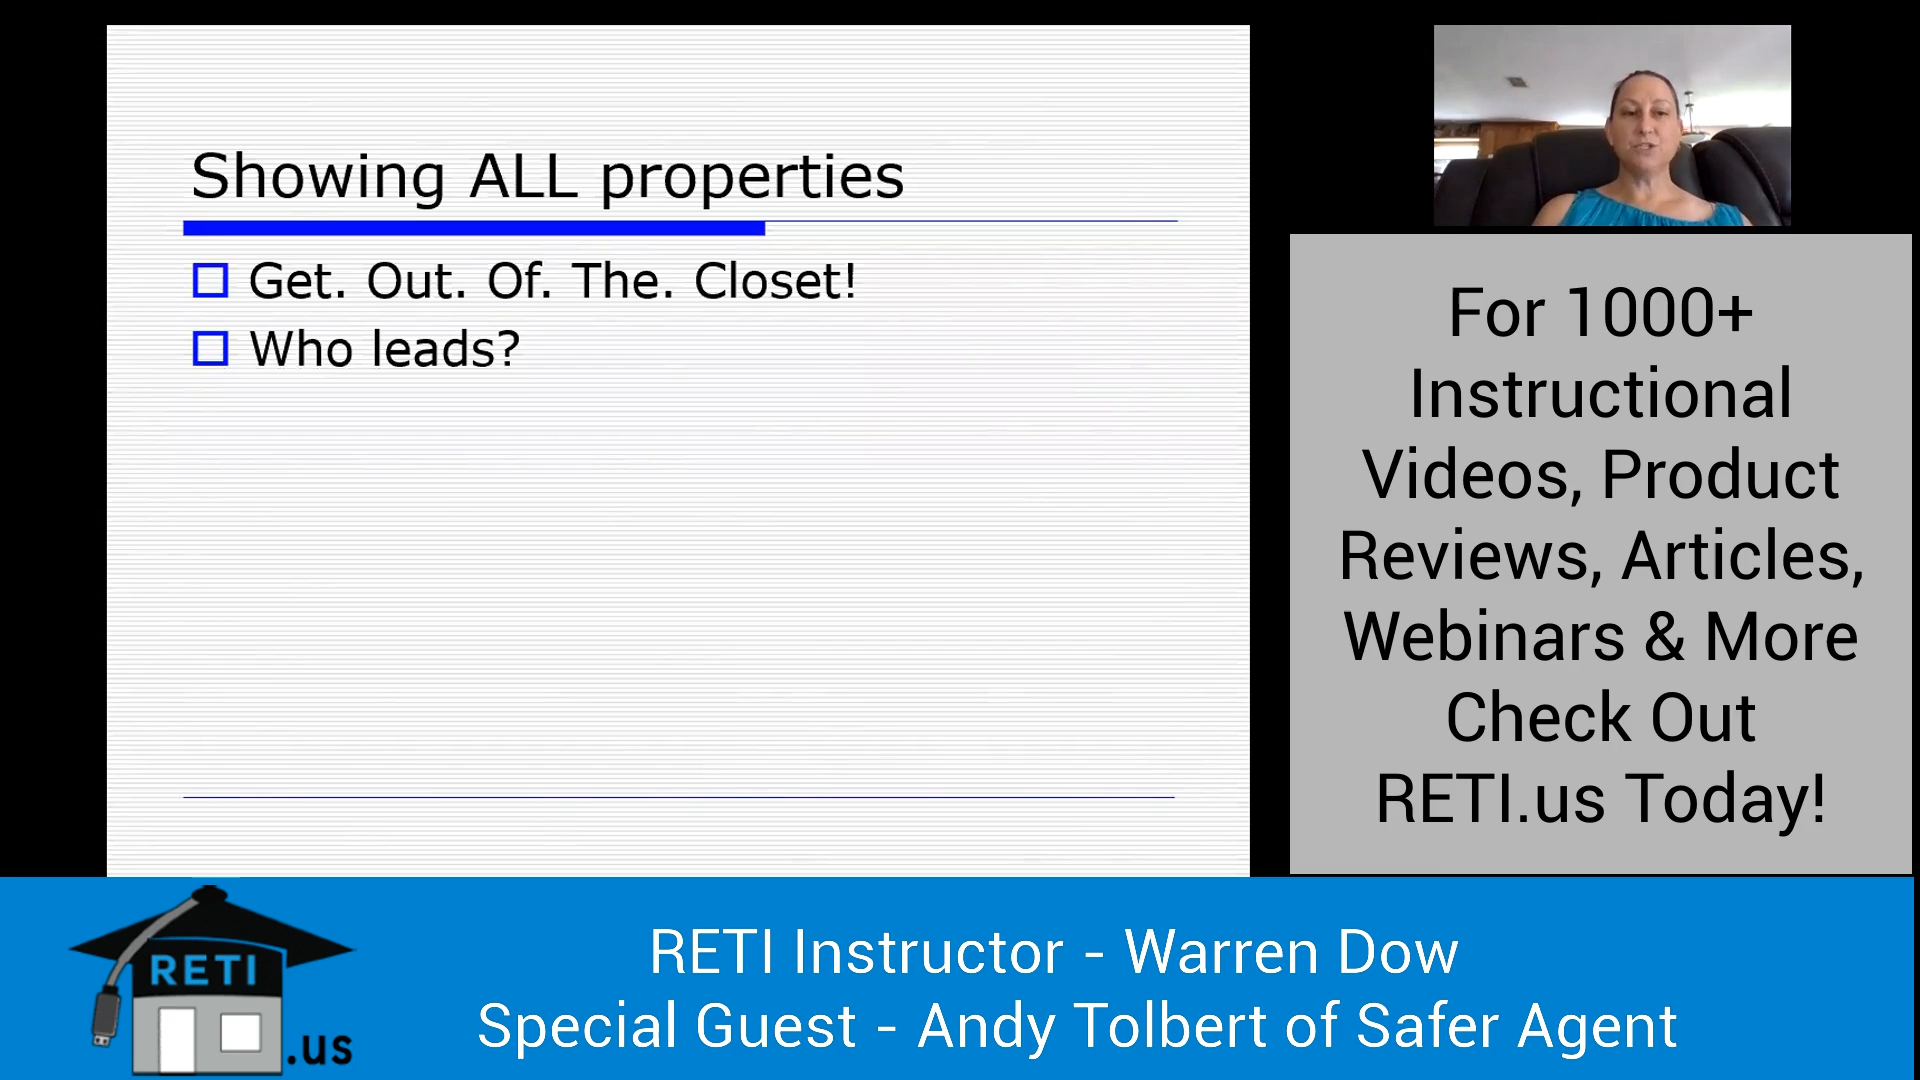 Showing ALL properties
Get. Out. Of. The. Closet!
Who leads?
For 1000+
Instructional
Videos, Product
Reviews, Articles,
Webinars & More
Check Out
RETI.us Today!
RETI
.us
RETI Instructor - Warren Dow
Special Guest - Andy Tolbert of Safer Agent